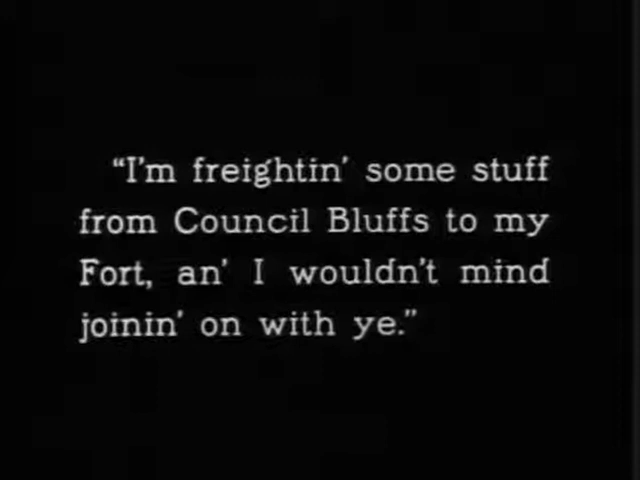 “I'm freightin' some stuff
from Council Bluffs to my
Fort, an' I wouldn't mind
joinin' on with ye.”